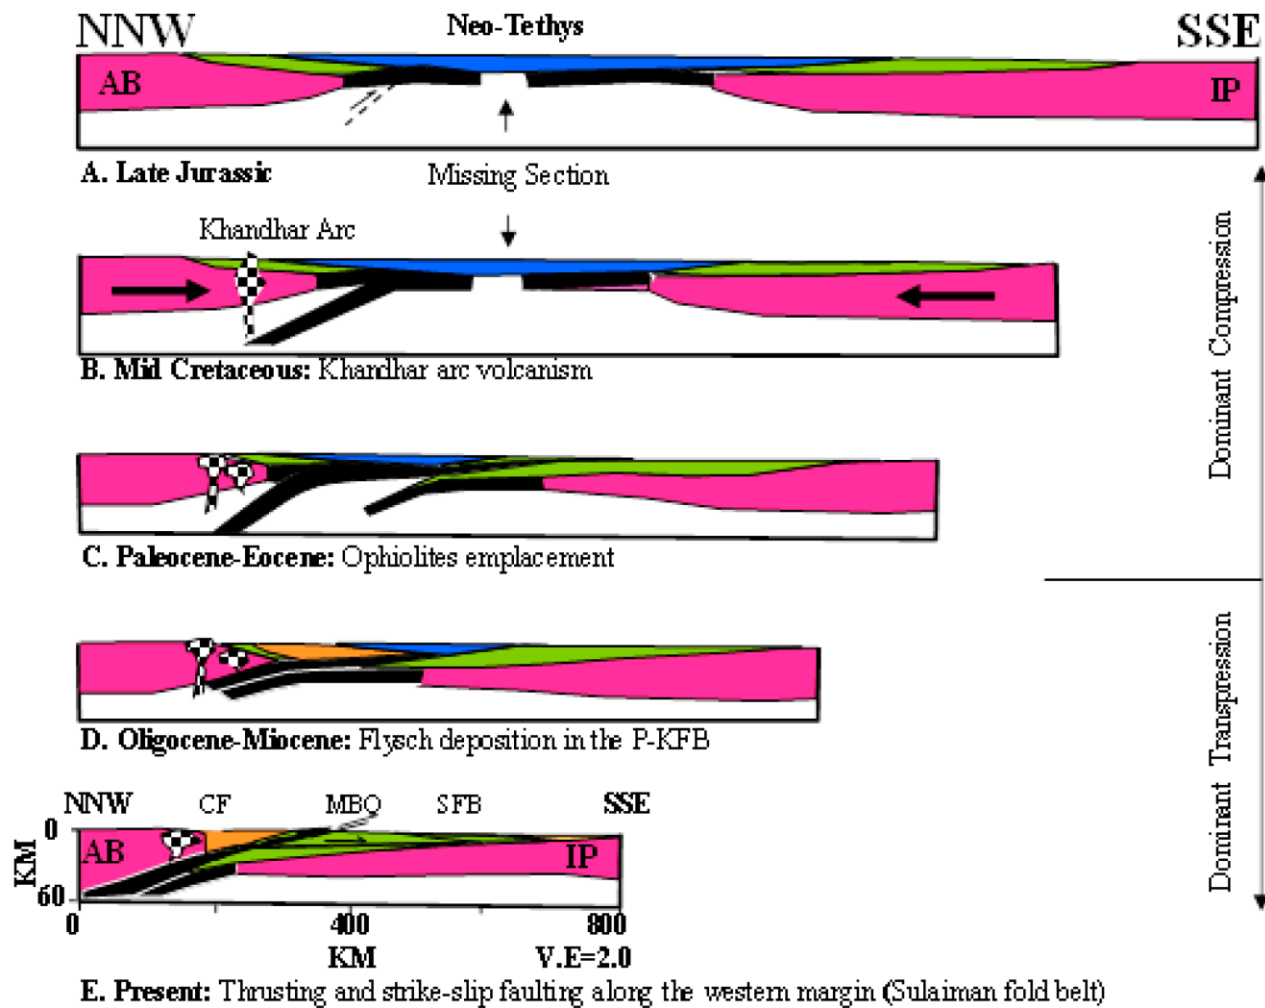 NNW Neo-Tethys SSE
AB IP
A. Late Jurassic Missing Section
Khandhar Arc
B. Mid Cretaceous: Khandhar arc volcanism
C. Paleocene-Eocene: Ophiolites emplacement
D. Oligocene-Miocene: Flysch deposition in the P-KFB
Dominant Compression
Dominant Transpression
NNW CF MBQ SFB SSE
0
AB IP
KM
60
0 400 800
KM V.E=2.0
E. Present: Thrusting and strike-slip faulting along the western margin (Sulaiman fold belt)